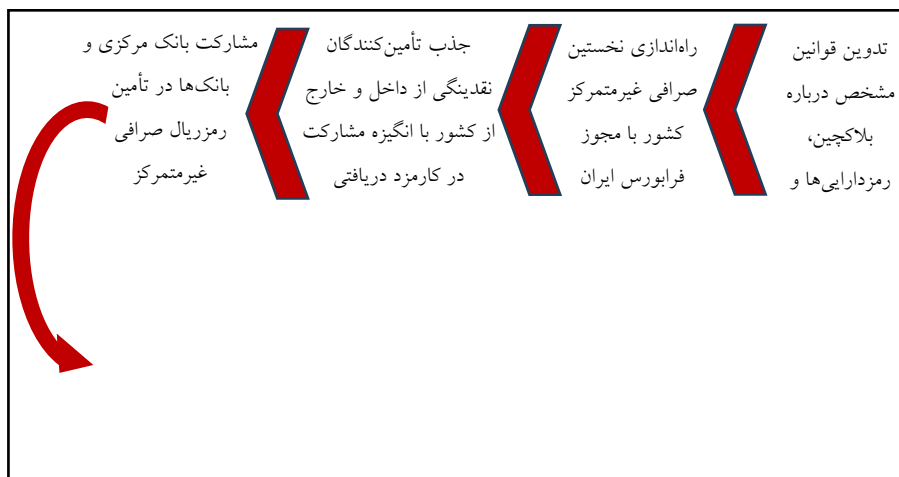 تدوین قوانین
مشخص درباره
بلاکچین،
رمزدارایی‌ها و
راه‌اندازی نخستین
صرافی غیرمتمرکز
کشور با مجوز
فرابورس ایران
جذب تأمین‌کنندگان
نقدینگی از داخل و خارج
از کشور با انگیزه مشارکت
در کارمزد دریافتی
مشارکت بانک مرکزی و
بانک‌ها در تأمین
رمزریال صرافی
غیرمتمرکز